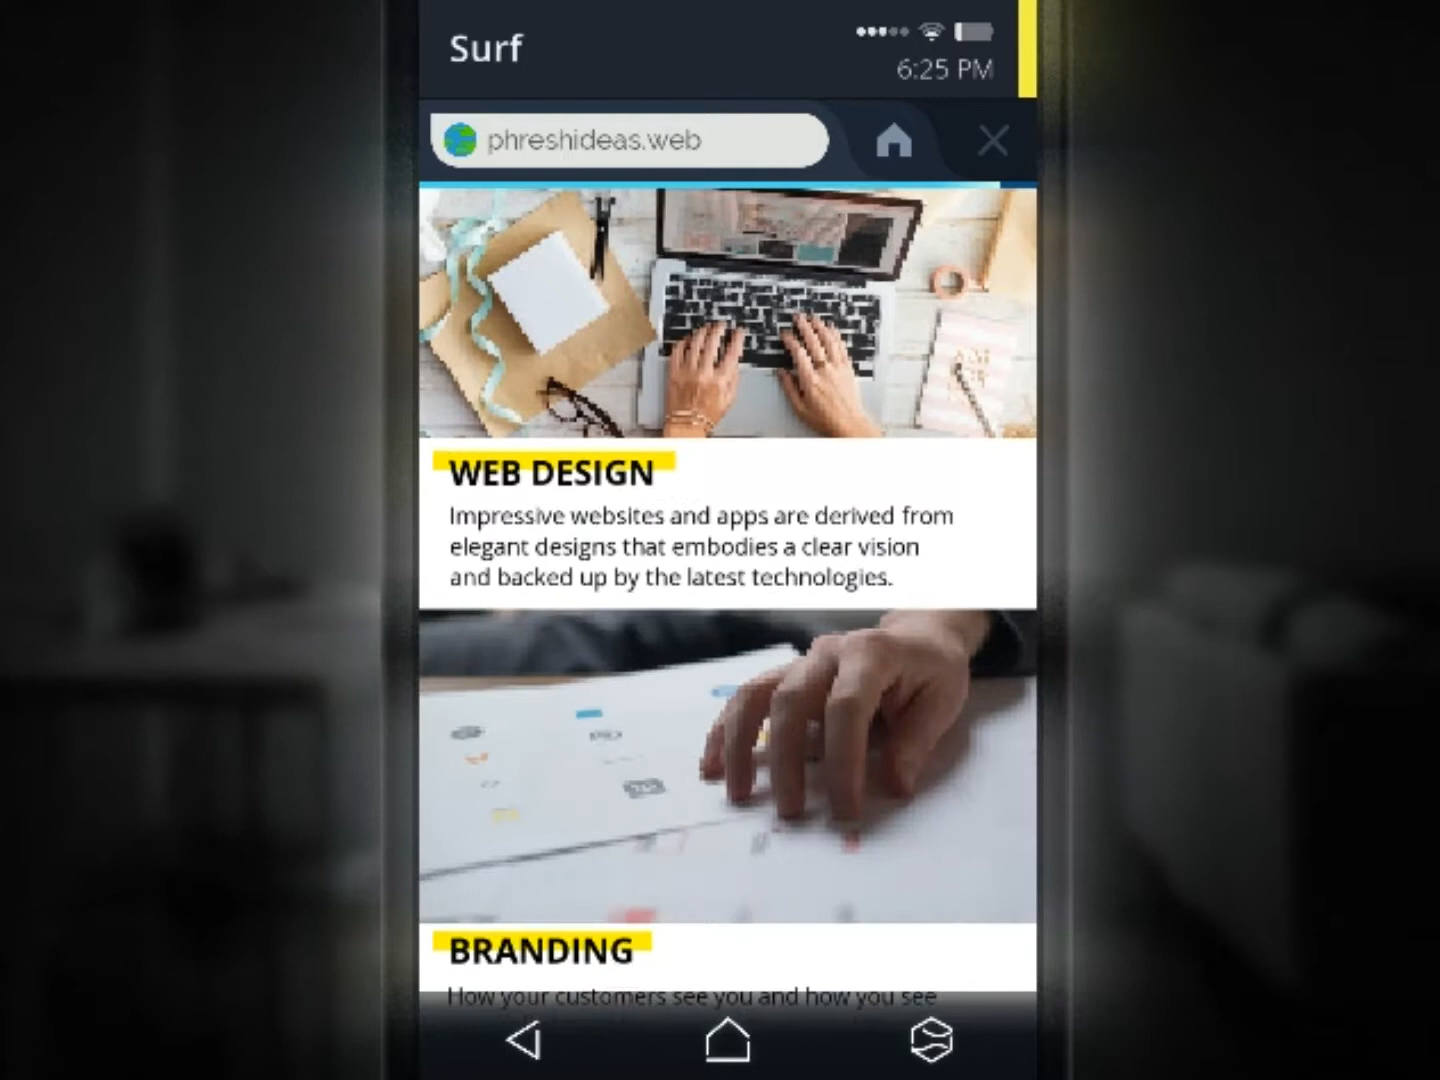 Surf
6:25 PM
phreshideas.web
WEB DESIGN
Impressive websites and apps are derived from
elegant designs that embodies a clear vision
and backed up by the latest technologies.
BRANDING
How your customers see you and how you see